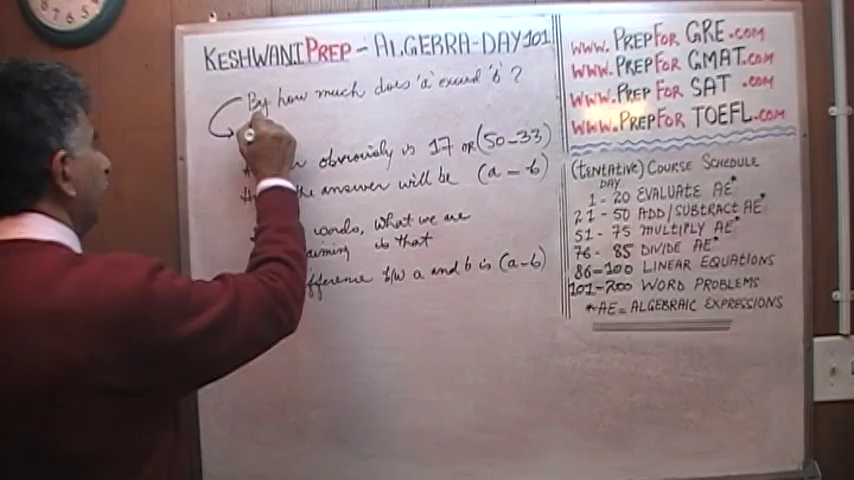 KESHWANI PREP - ALGEBRA - DAY 101
By how much does 'a' exceed 'b' ?
obviously is 17 or (50-33)
the answer will be (a - b)
words, what we are
is that
b/w a and b is (a-b)
www. PREPFOR GRE .com
www. PREPFOR GMAT.com
www. PREPFOR SAT .com
www. PREPFOR TOEFL.com
(TENTATIVE) COURSE SCHEDULE
DAY
1 - 20 EVALUATE AE*
21 - 50 ADD/SUBTRACT AE*
51 - 75 MULTIPLY AE*
76 - 85 DIVIDE AE*
86-100 LINEAR EQUATIONS
101-200 WORD PROBLEMS
*AE = ALGEBRAIC EXPRESSIONS
8
7
6
5